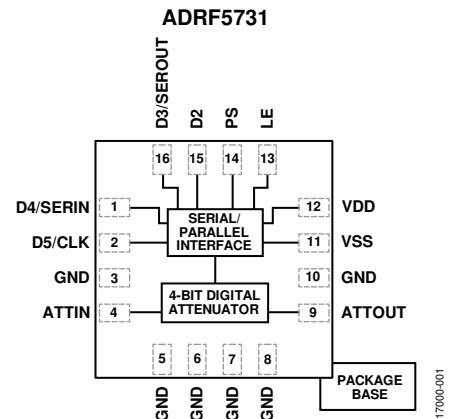 ADRF5731
D3/SEROUT
D2
PS
LE
16
15
14
13
D4/SERIN
1
SERIAL/
PARALLEL
INTERFACE
12
VDD
D5/CLK
2
11
VSS
GND
3
10
GND
ATTIN
4
4-BIT DIGITAL
ATTENUATOR
9
ATTOUT
5
6
7
8
GND
GND
GND
GND
PACKAGE
BASE
17000-001